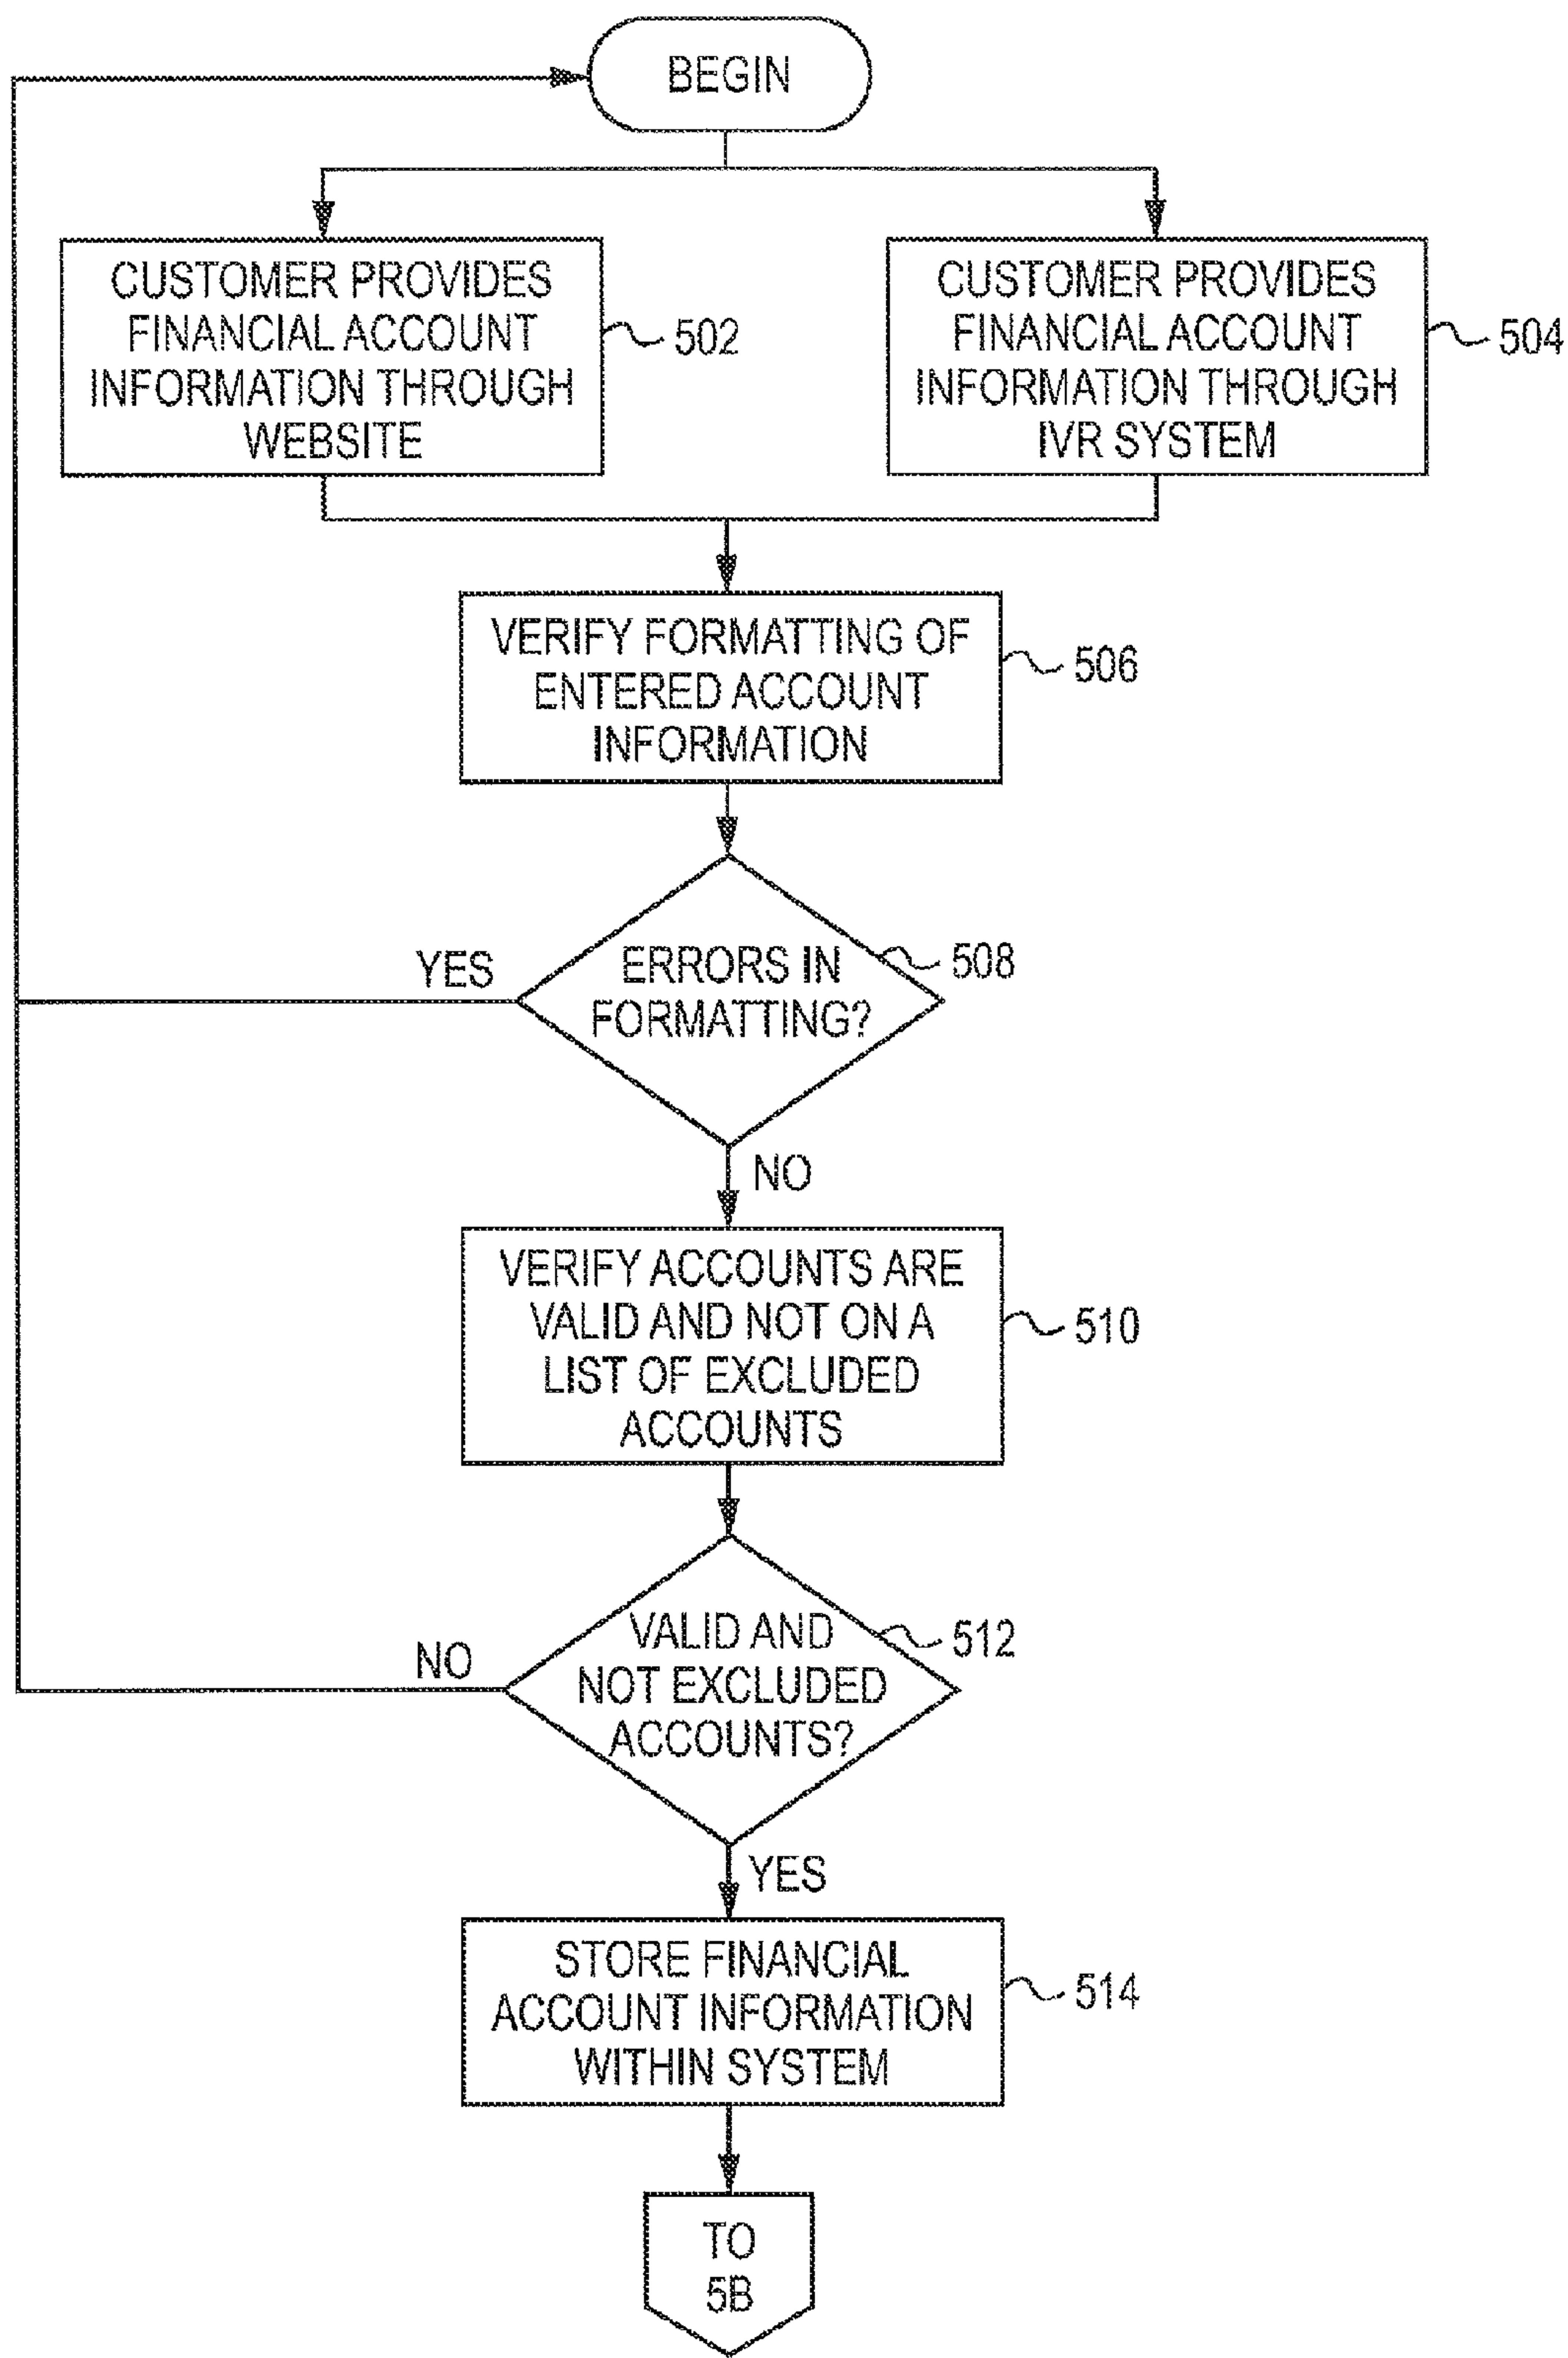 BEGIN
CUSTOMER PROVIDES
FINANCIAL ACCOUNT
INFORMATION THROUGH
WEBSITE
502
CUSTOMER PROVIDES
FINANCIAL ACCOUNT
INFORMATION THROUGH
IVR SYSTEM
504
VERIFY FORMATTING OF
ENTERED ACCOUNT
INFORMATION
506
YES
ERRORS IN
FORMATTING?
508
NO
VERIFY ACCOUNTS ARE
VALID AND NOT ON A
LIST OF EXCLUDED
ACCOUNTS
510
NO
VALID AND
NOT EXCLUDED
ACCOUNTS?
512
YES
STORE FINANCIAL
ACCOUNT INFORMATION
WITHIN SYSTEM
514
TO
5B